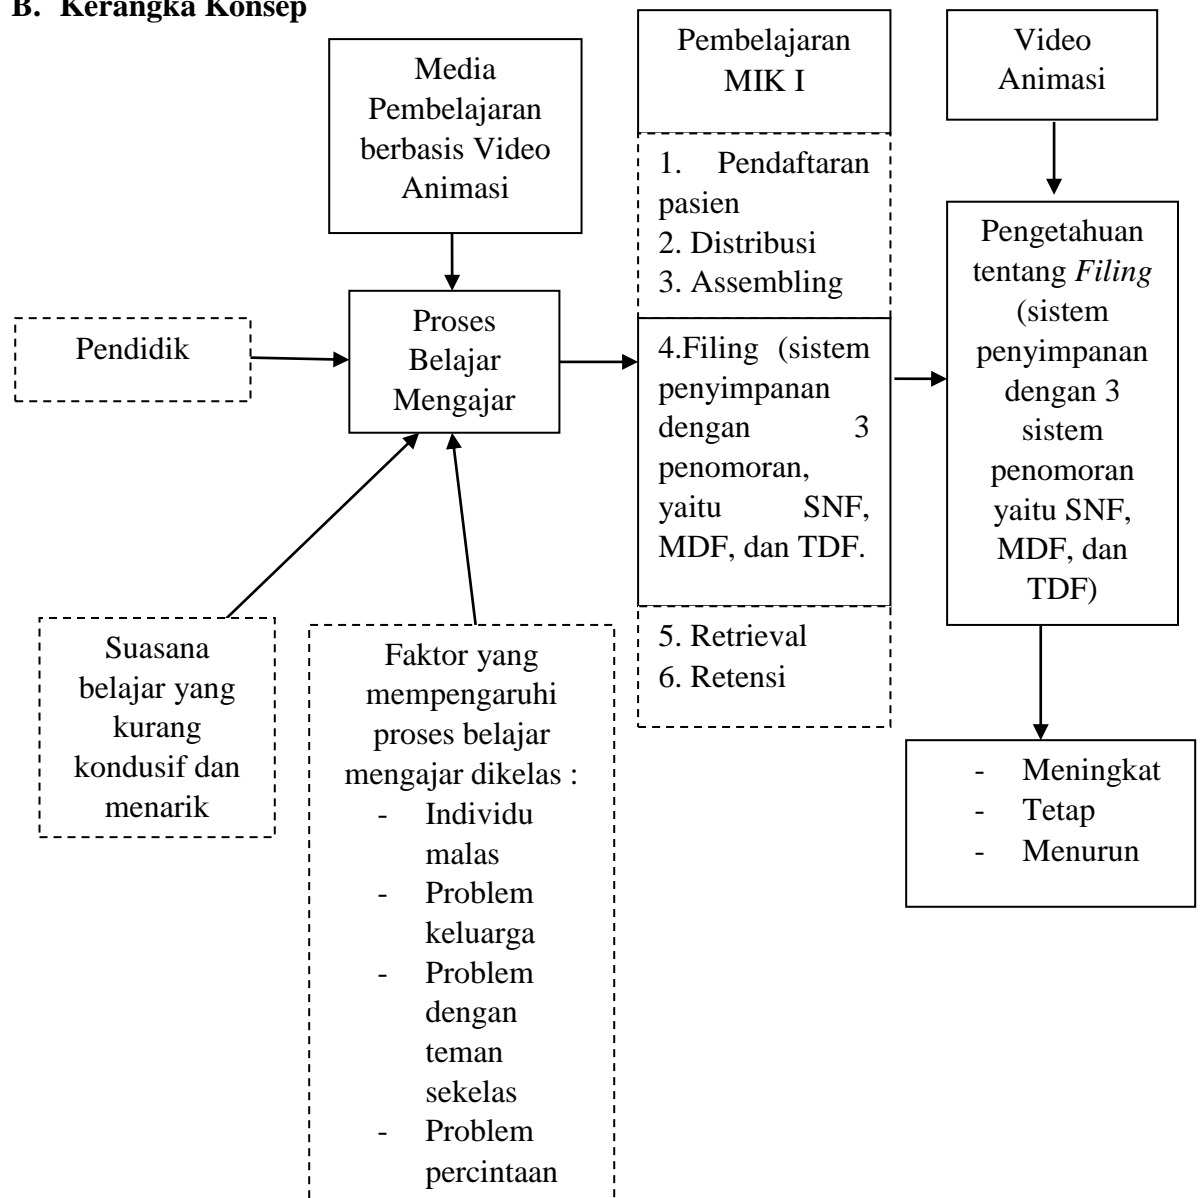 B. Kerangka Konsep
Media
Pembelajaran
berbasis Video
Animasi
Pembelajaran
MIK I
Video
Animasi
1. Pendaftaran
pasien
2. Distribusi
3. Assembling
Pendidik
Proses
Belajar
Mengajar
4.Filing (sistem
penyimpanan
dengan 3
penomoran,
yaitu SNF,
MDF, dan TDF.
Pengetahuan
tentang Filing
(sistem
penyimpanan
dengan 3
sistem
penomoran
yaitu SNF,
MDF, dan
TDF)
Suasana
belajar yang
kurang
kondusif dan
menarik
Faktor yang
mempengaruhi
proses belajar
mengajar dikelas :
- Individu
malas
- Problem
keluarga
- Problem
dengan
teman
sekelas
- Problem
percintaan
5. Retrieval
6. Retensi
- Meningkat
- Tetap
- Menurun